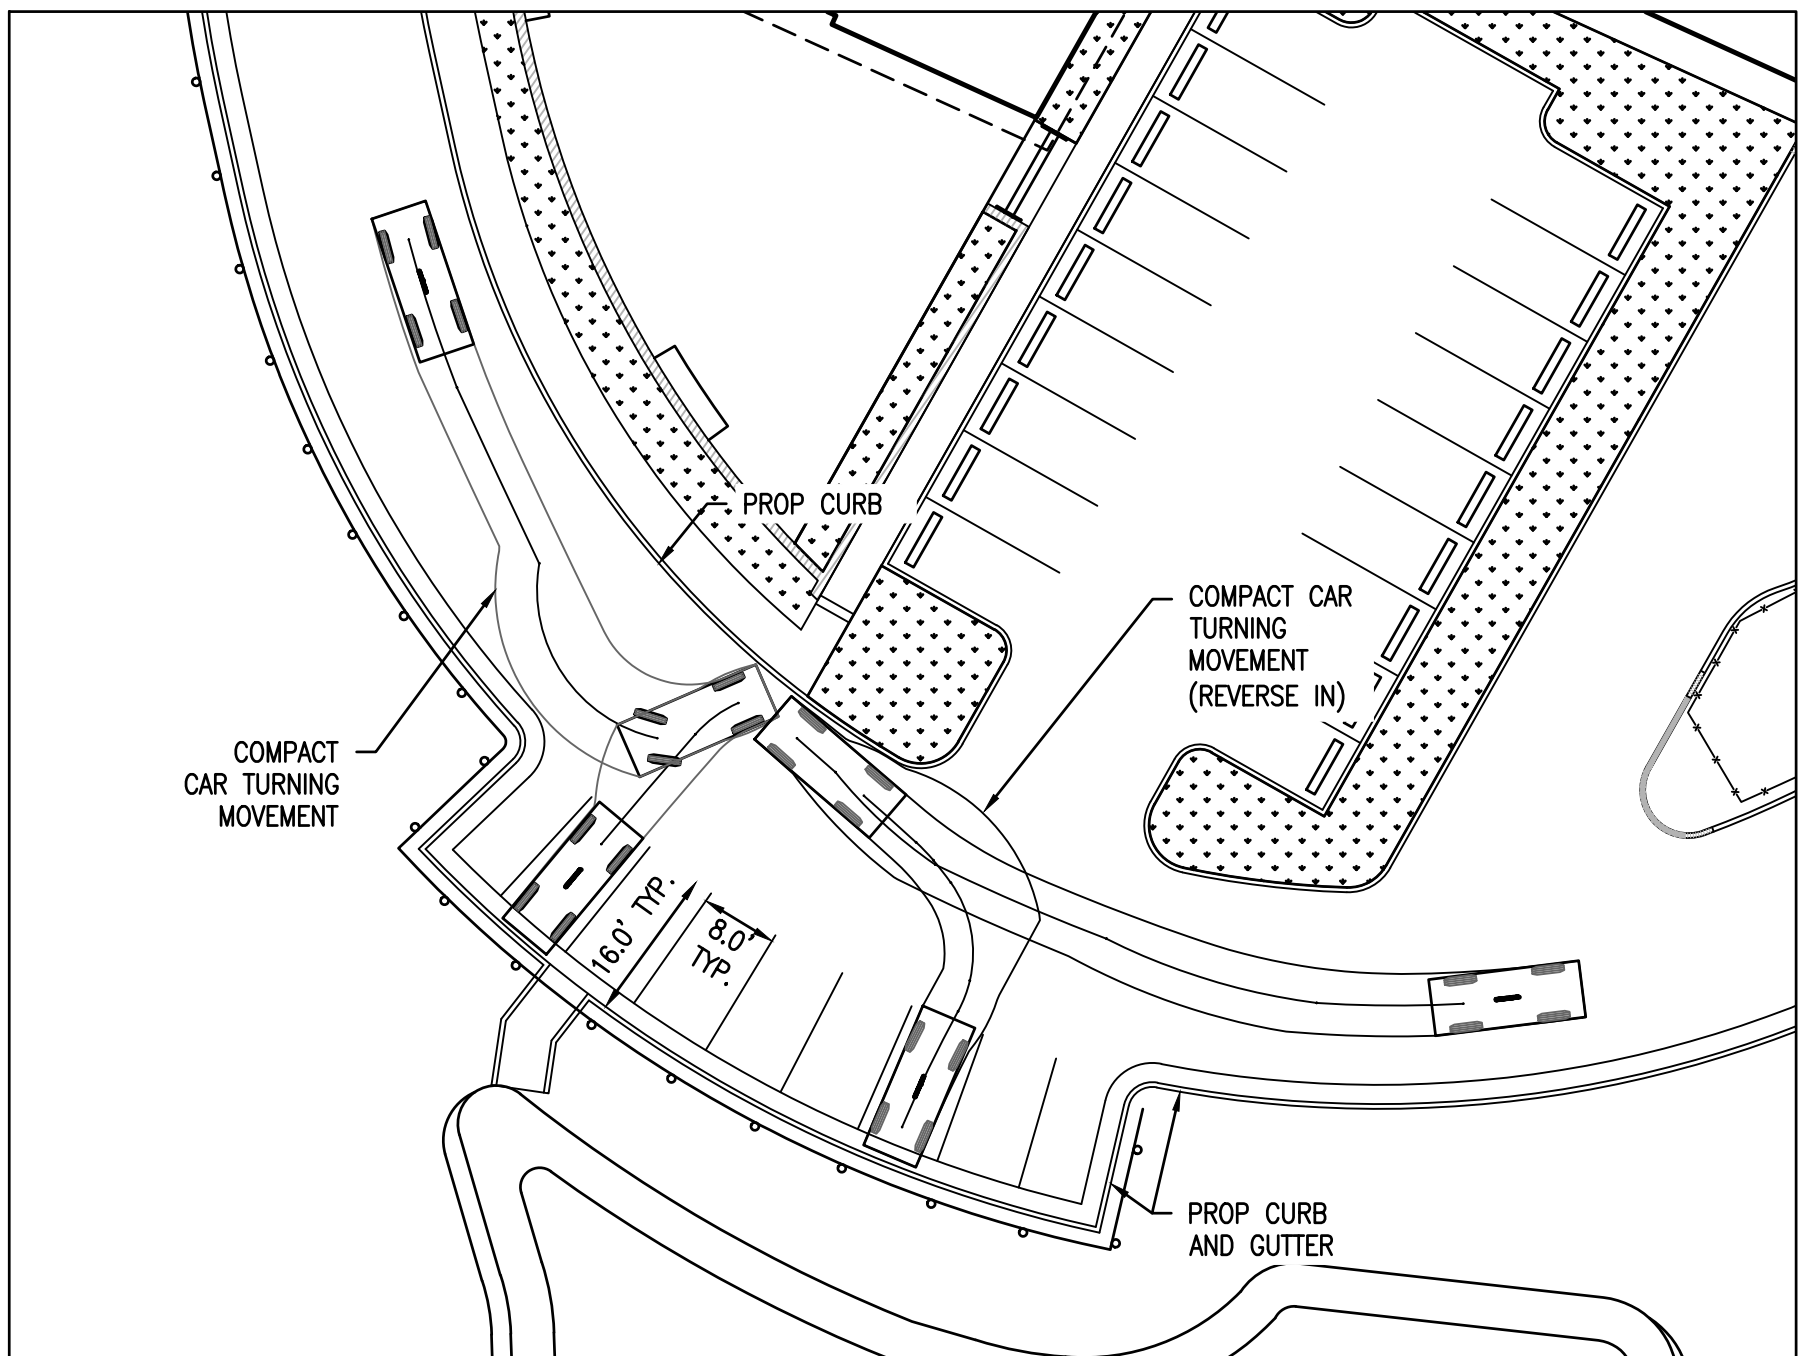 PROP CURB
COMPACT CAR
TURNING
MOVEMENT
(REVERSE IN)
COMPACT
CAR TURNING
MOVEMENT
16.0' TYP.
8.0'
TYP.
PROP CURB
AND GUTTER